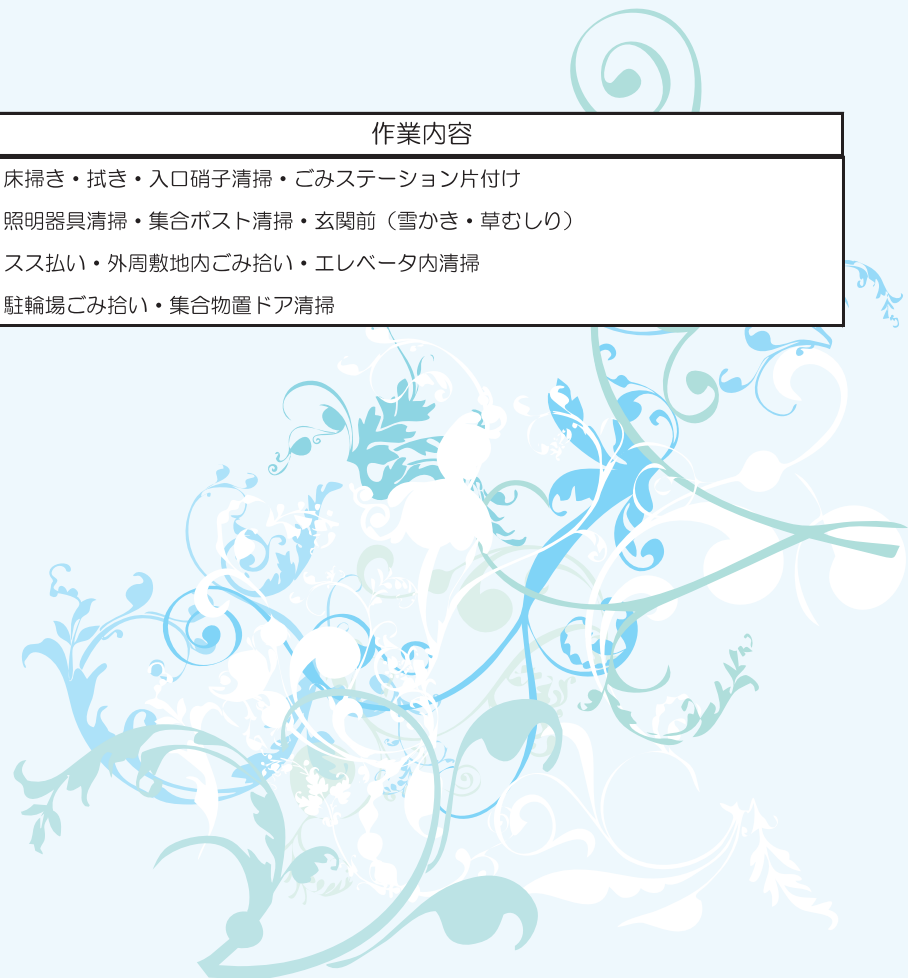 作業内容
床掃き・拭き・入口硝子清掃・ごみステーション片付け
照明器具清掃・集合ポスト清掃・玄関前（雪かき・草むしり）
スス払い・外周敷地内ごみ拾い・エレベータ内清掃
駐輪場ごみ拾い・集合物置ドア清掃